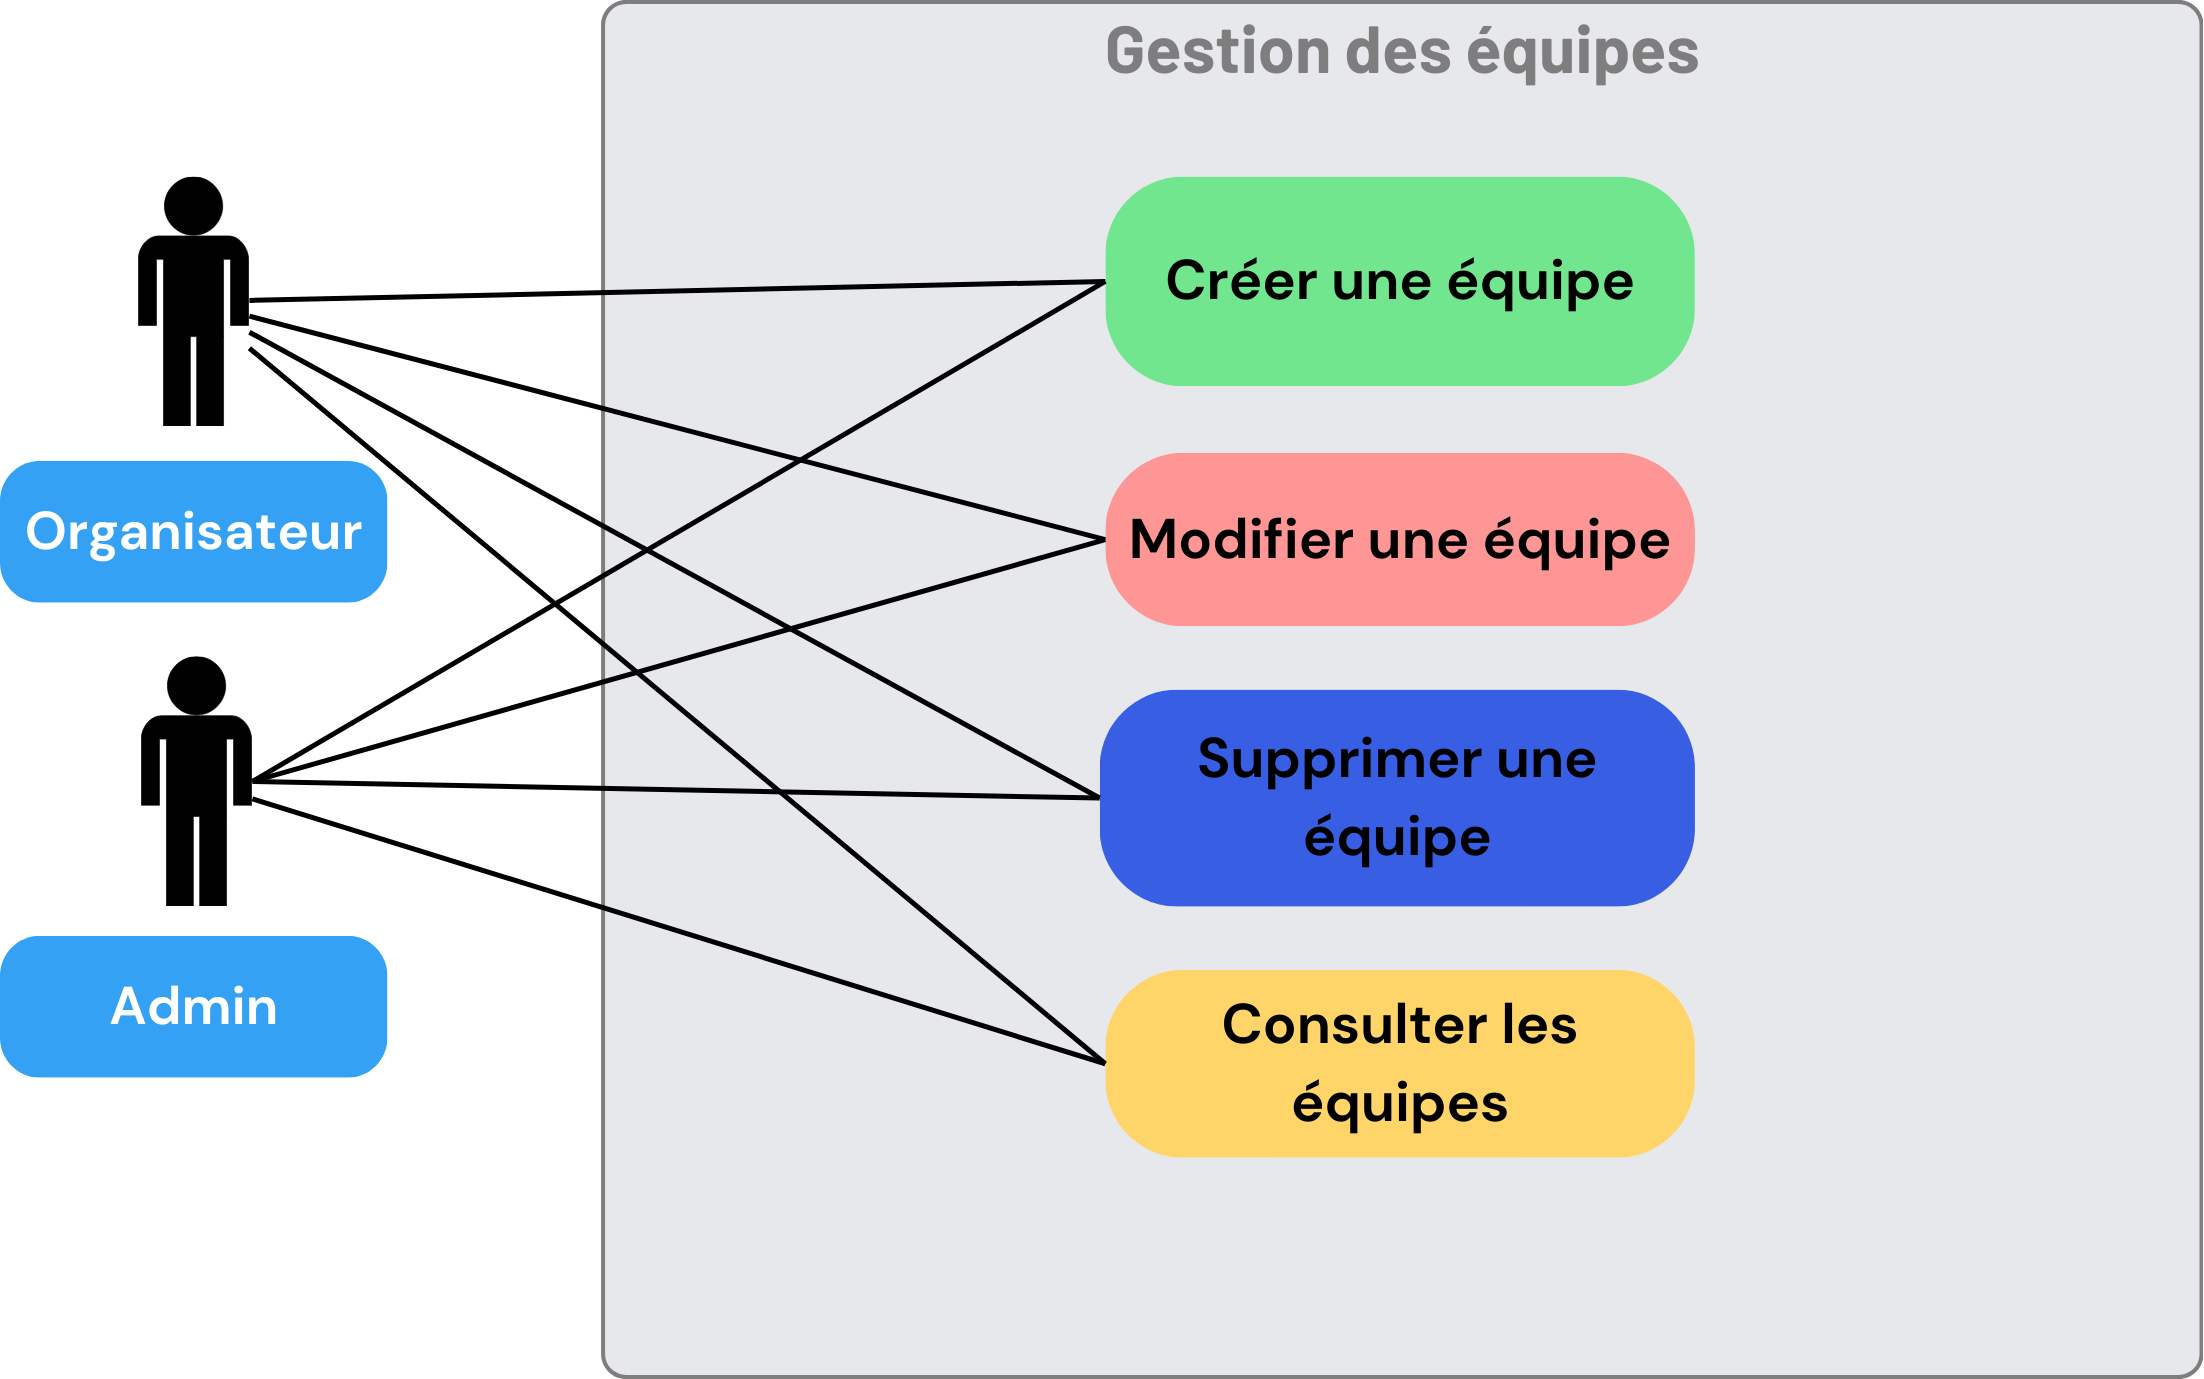 Gestion des équipes
Créer une équipe
Organisateur
Modifier une équipe
Supprimer une
équipe
Admin
Consulter les
équipes